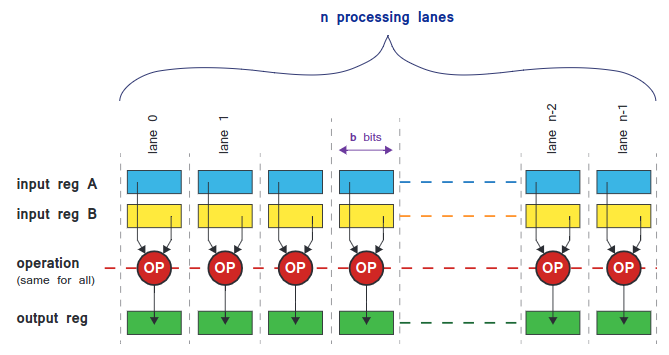 n processing lanes
lane 0
lane 1
lane n-2
lane n-1
b bits
input reg A
input reg B
operation
(same for all)
OP OP OP OP OP OP
output reg